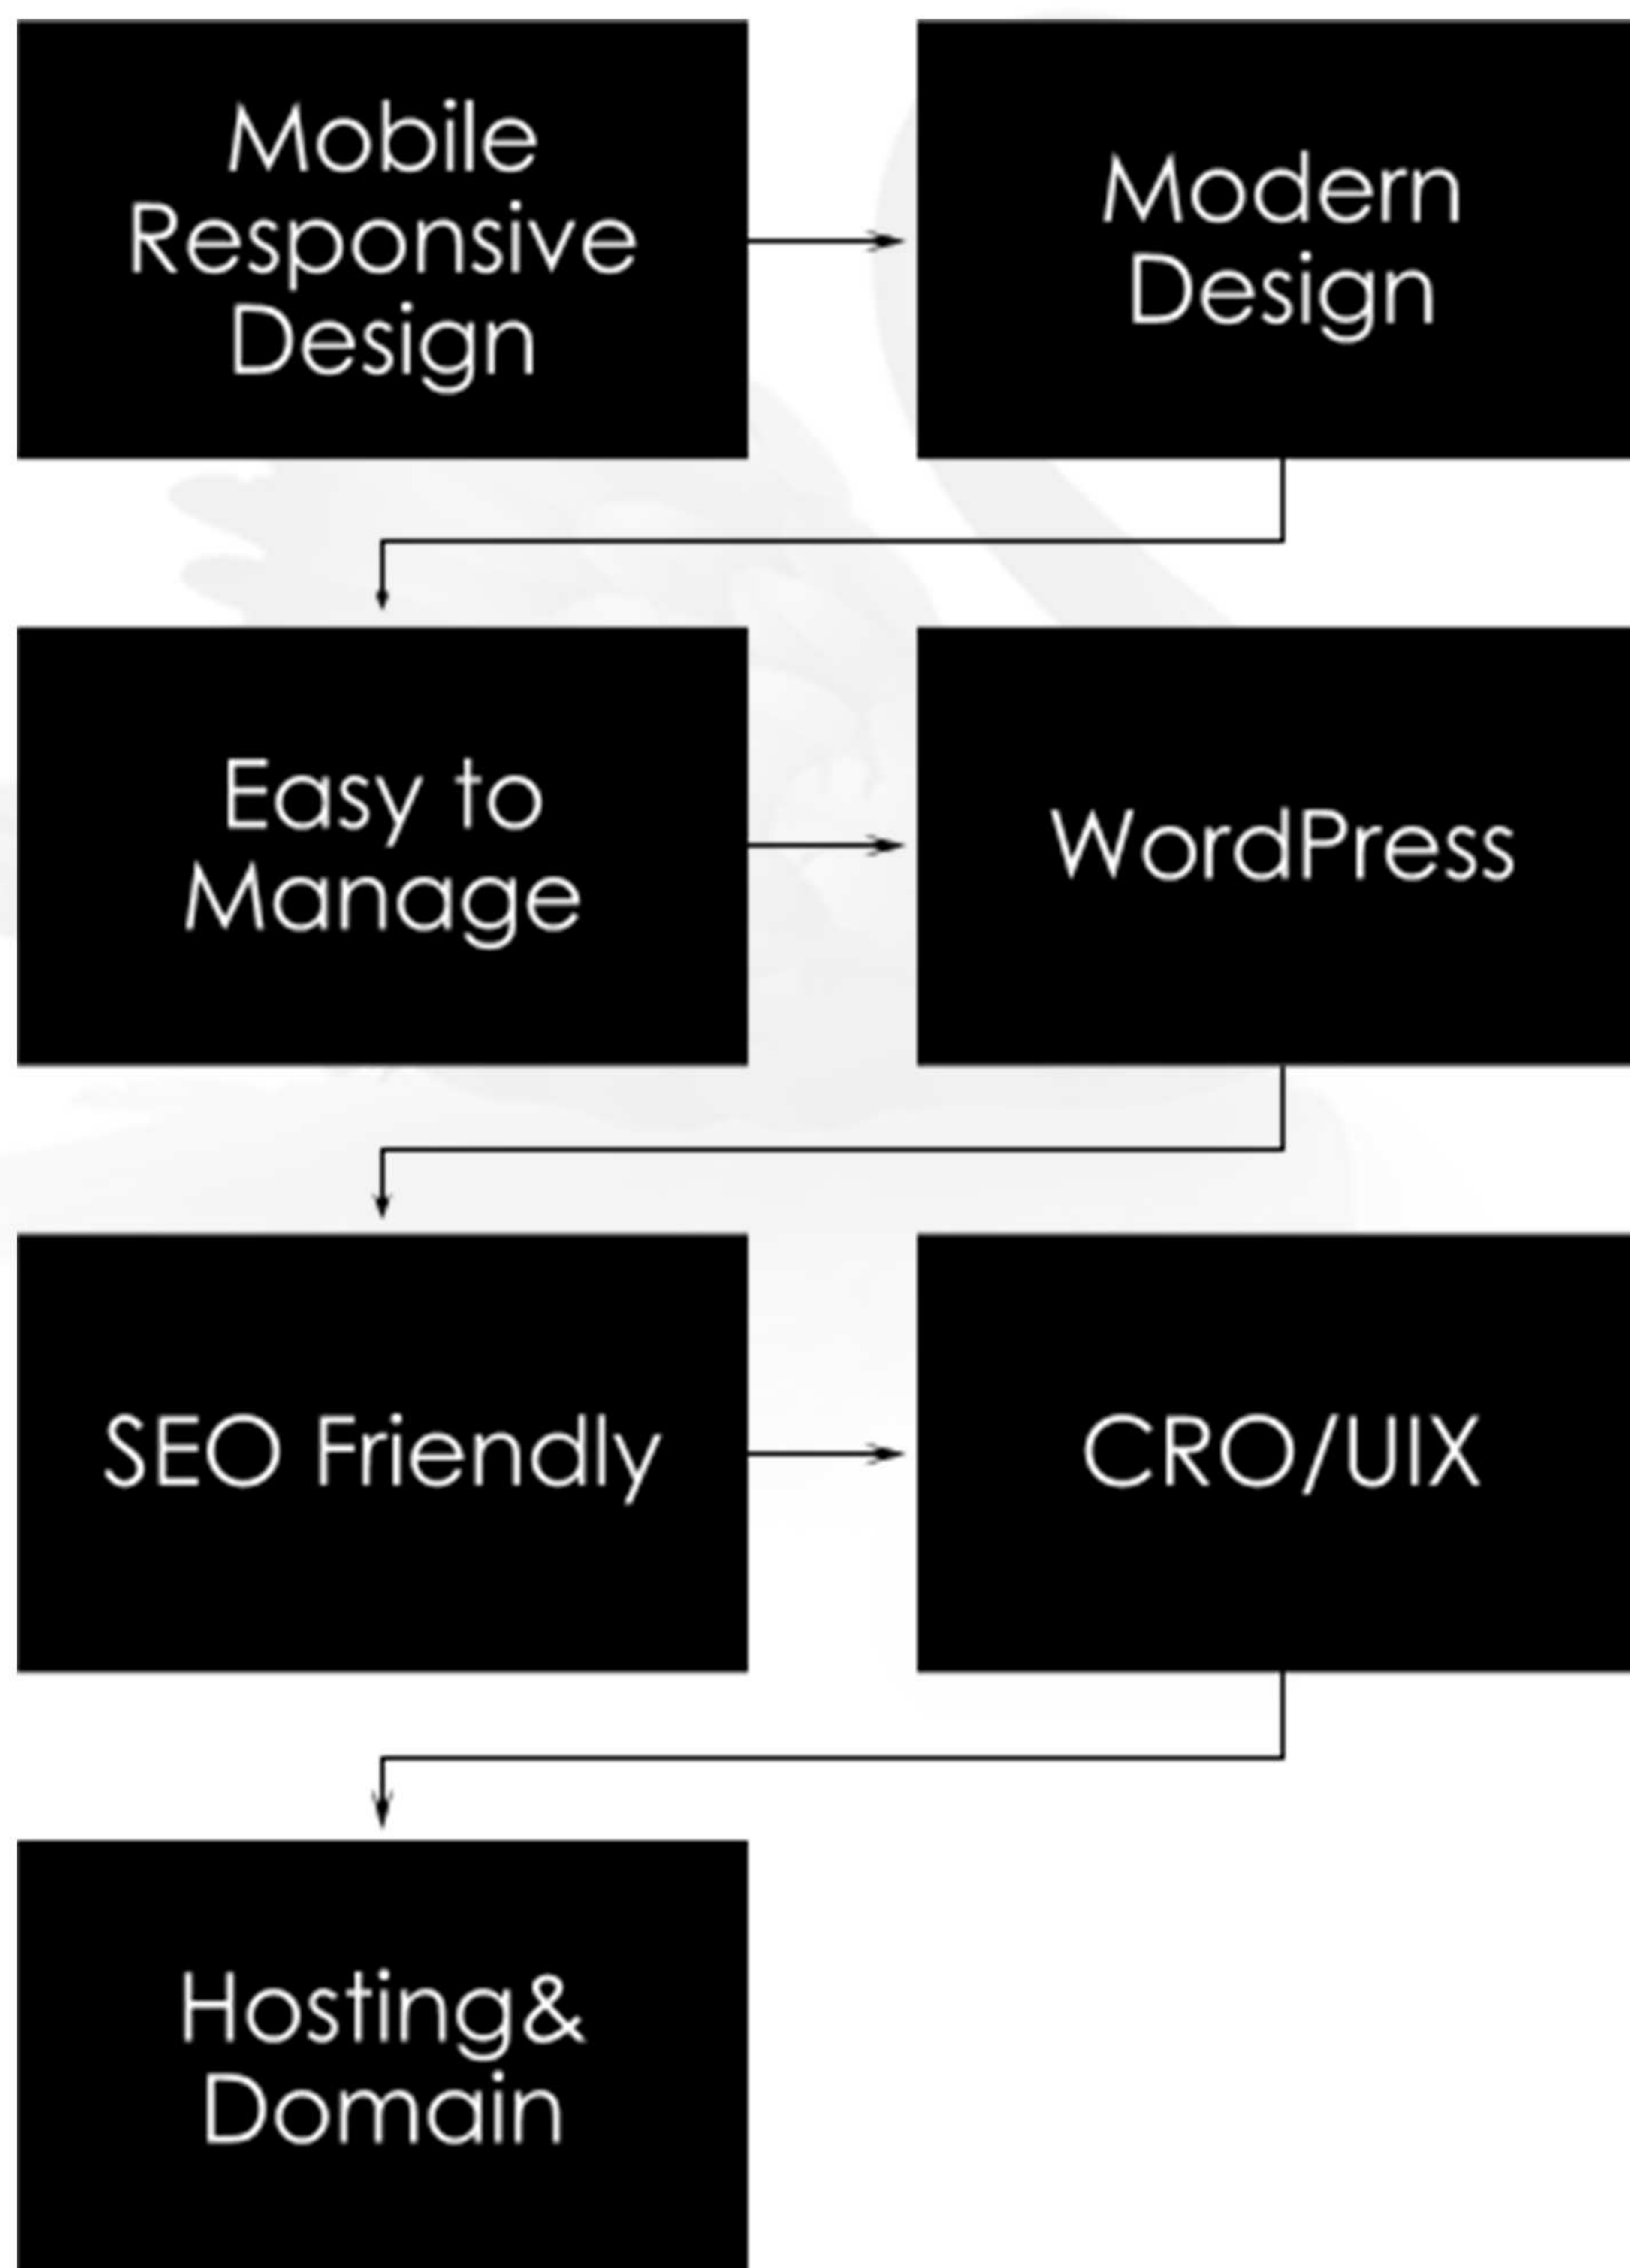 Mobile
Responsive
Design
Modern
Design
Easy to
Manage
WordPress
SEO Friendly
CRO/UIX
Hosting&
Domain